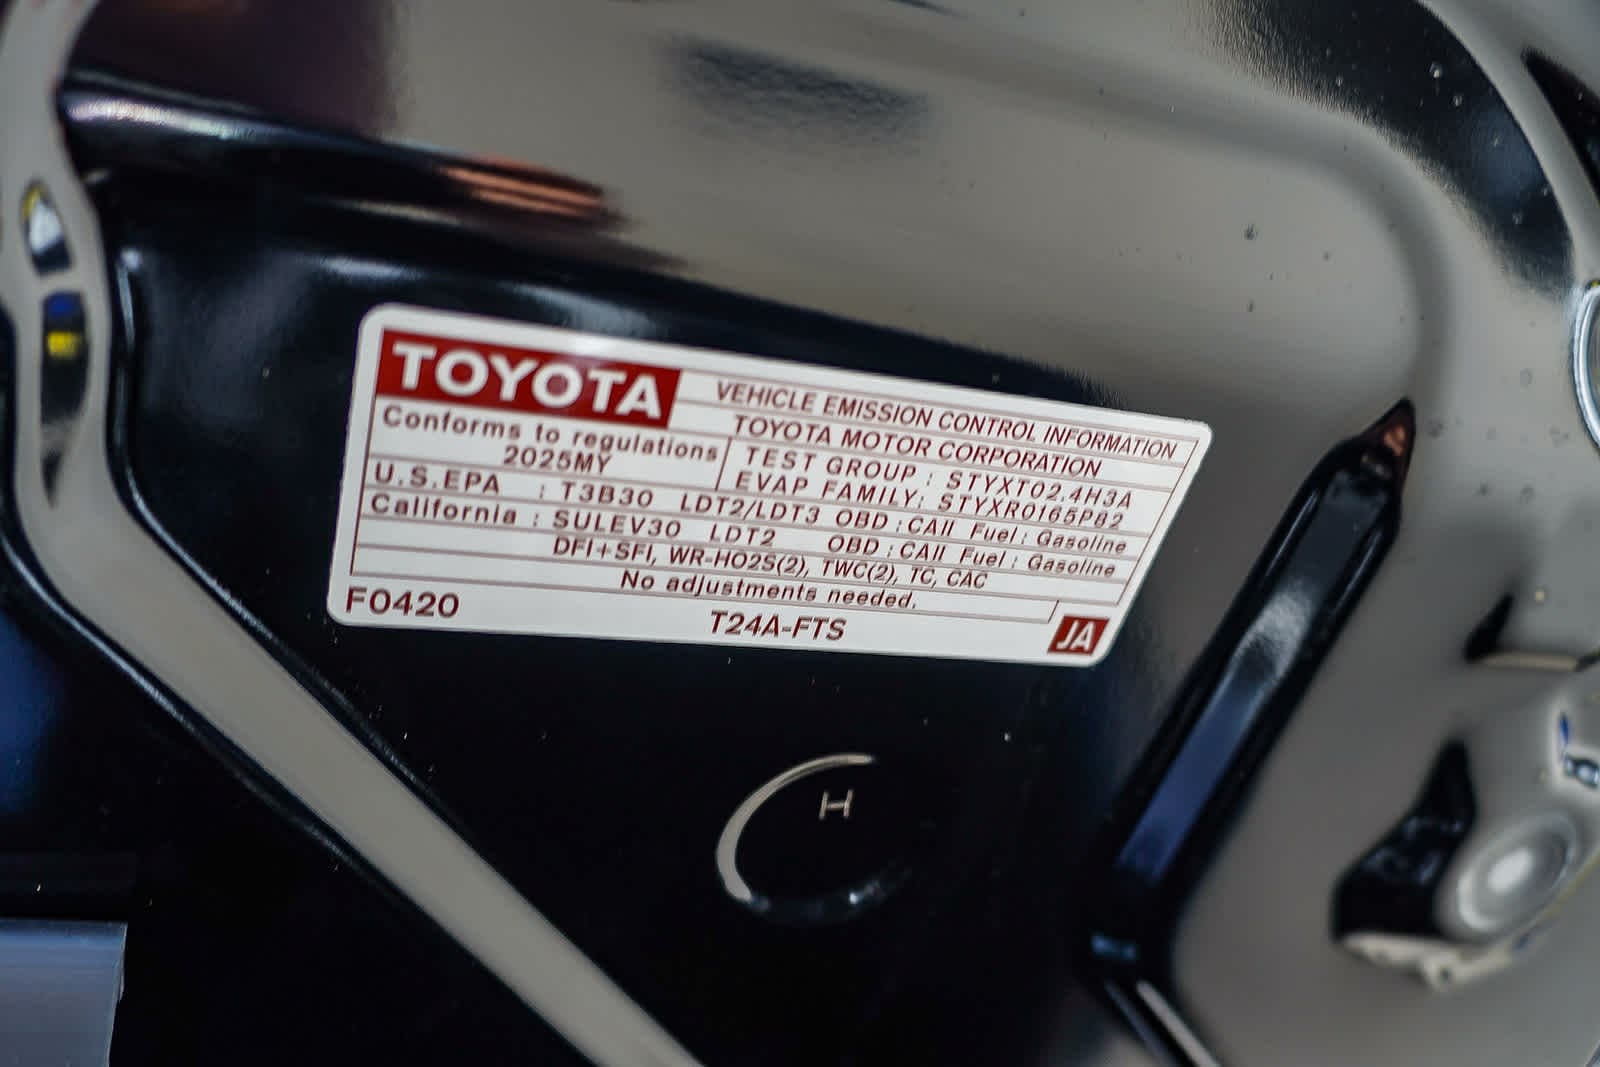 TOYOTA
VEHICLE EMISSION CONTROL INFORMATION
TOYOTA MOTOR CORPORATION
Conforms to regulations
2025MY
TEST GROUP : STYXT02.4H3A
EVAP FAMILY: STYXR0165P82
U.S.EPA : T3B30 LDT2/LDT3 OBD : CAII Fuel : Gasoline
California : SULEV30 LDT2 OBD : CAII Fuel : Gasoline
DFI+SFI, WR-HO2S(2), TWC(2), TC, CAC
No adjustments needed.
F0420 T24A-FTS JA
H